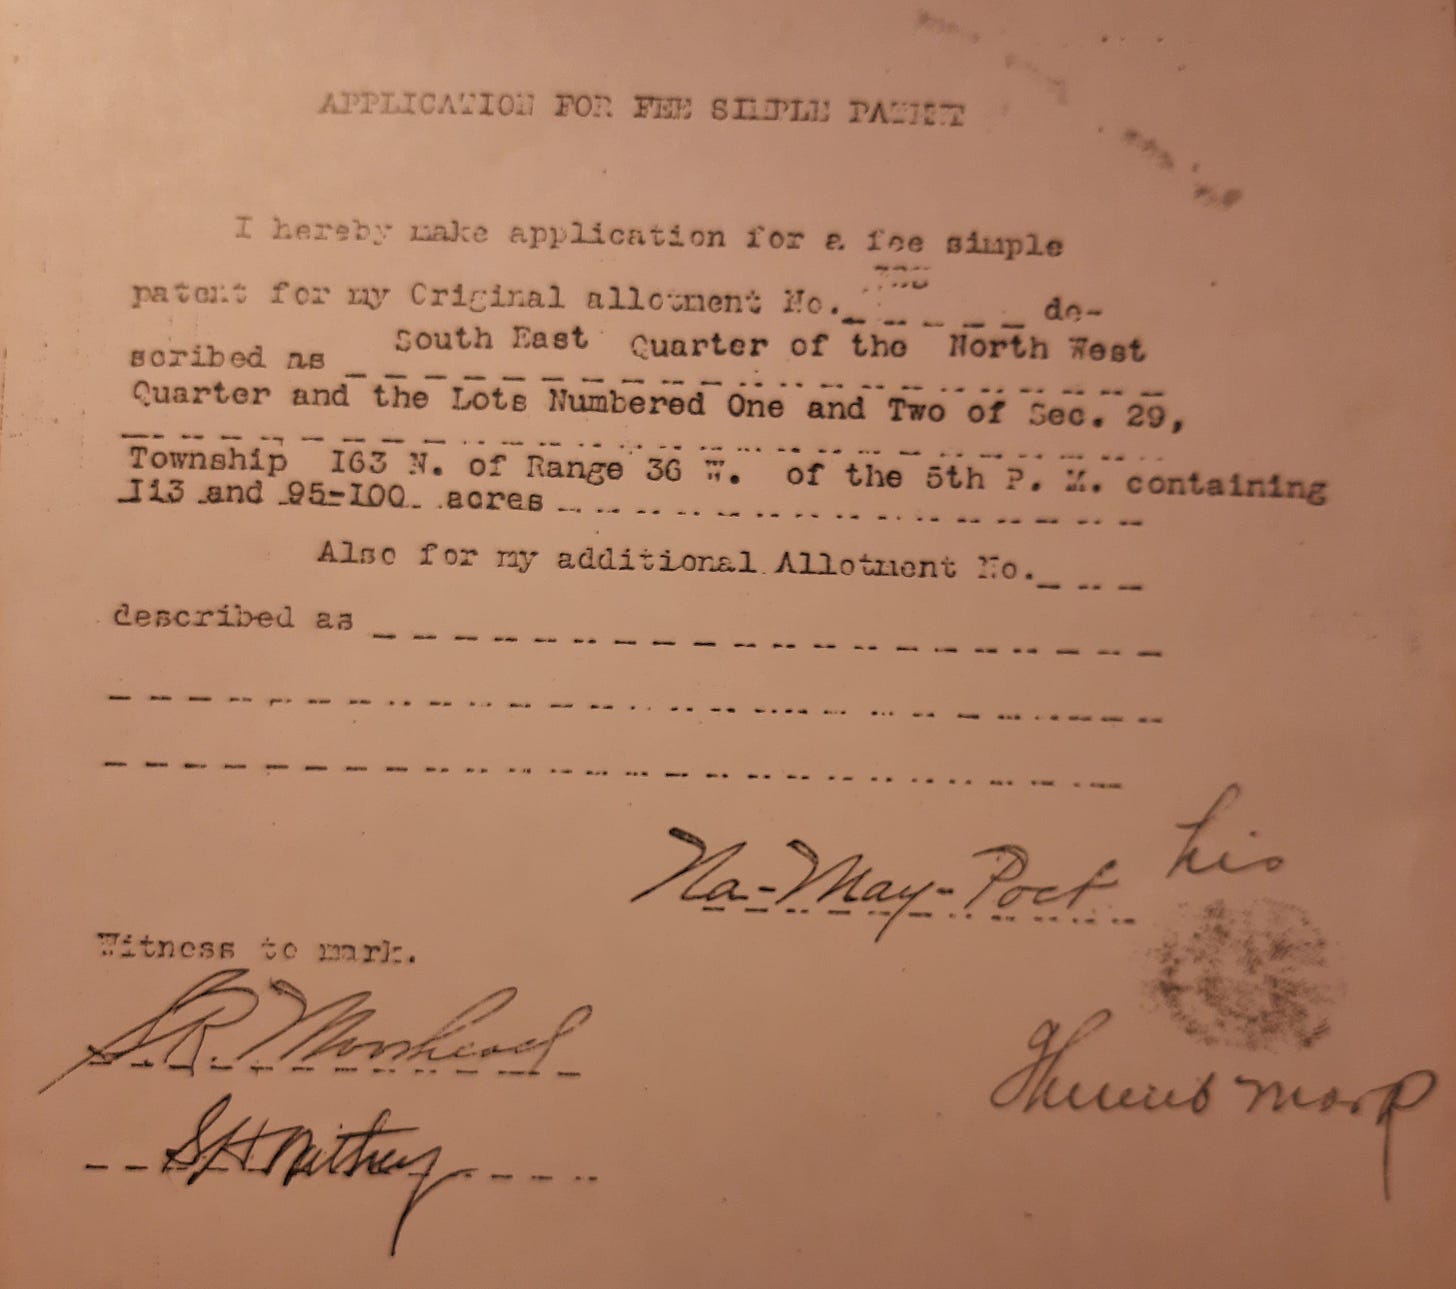 APPLICATION FOR FEE SIMPLE PATENT
I hereby make application for a fee simple
patent for my Original allotment No. de-
scribed as South East Quarter of the North West
Quarter and the Lots Numbered One and Two of Sec. 29,
Township I63 N. of Range 36 W. of the 5th P. M. containing
I13 and 95-I00 acres
Also for my additional Allotment No.
described as
Na-May-Poct his
Witness to mark.
Thumb mark